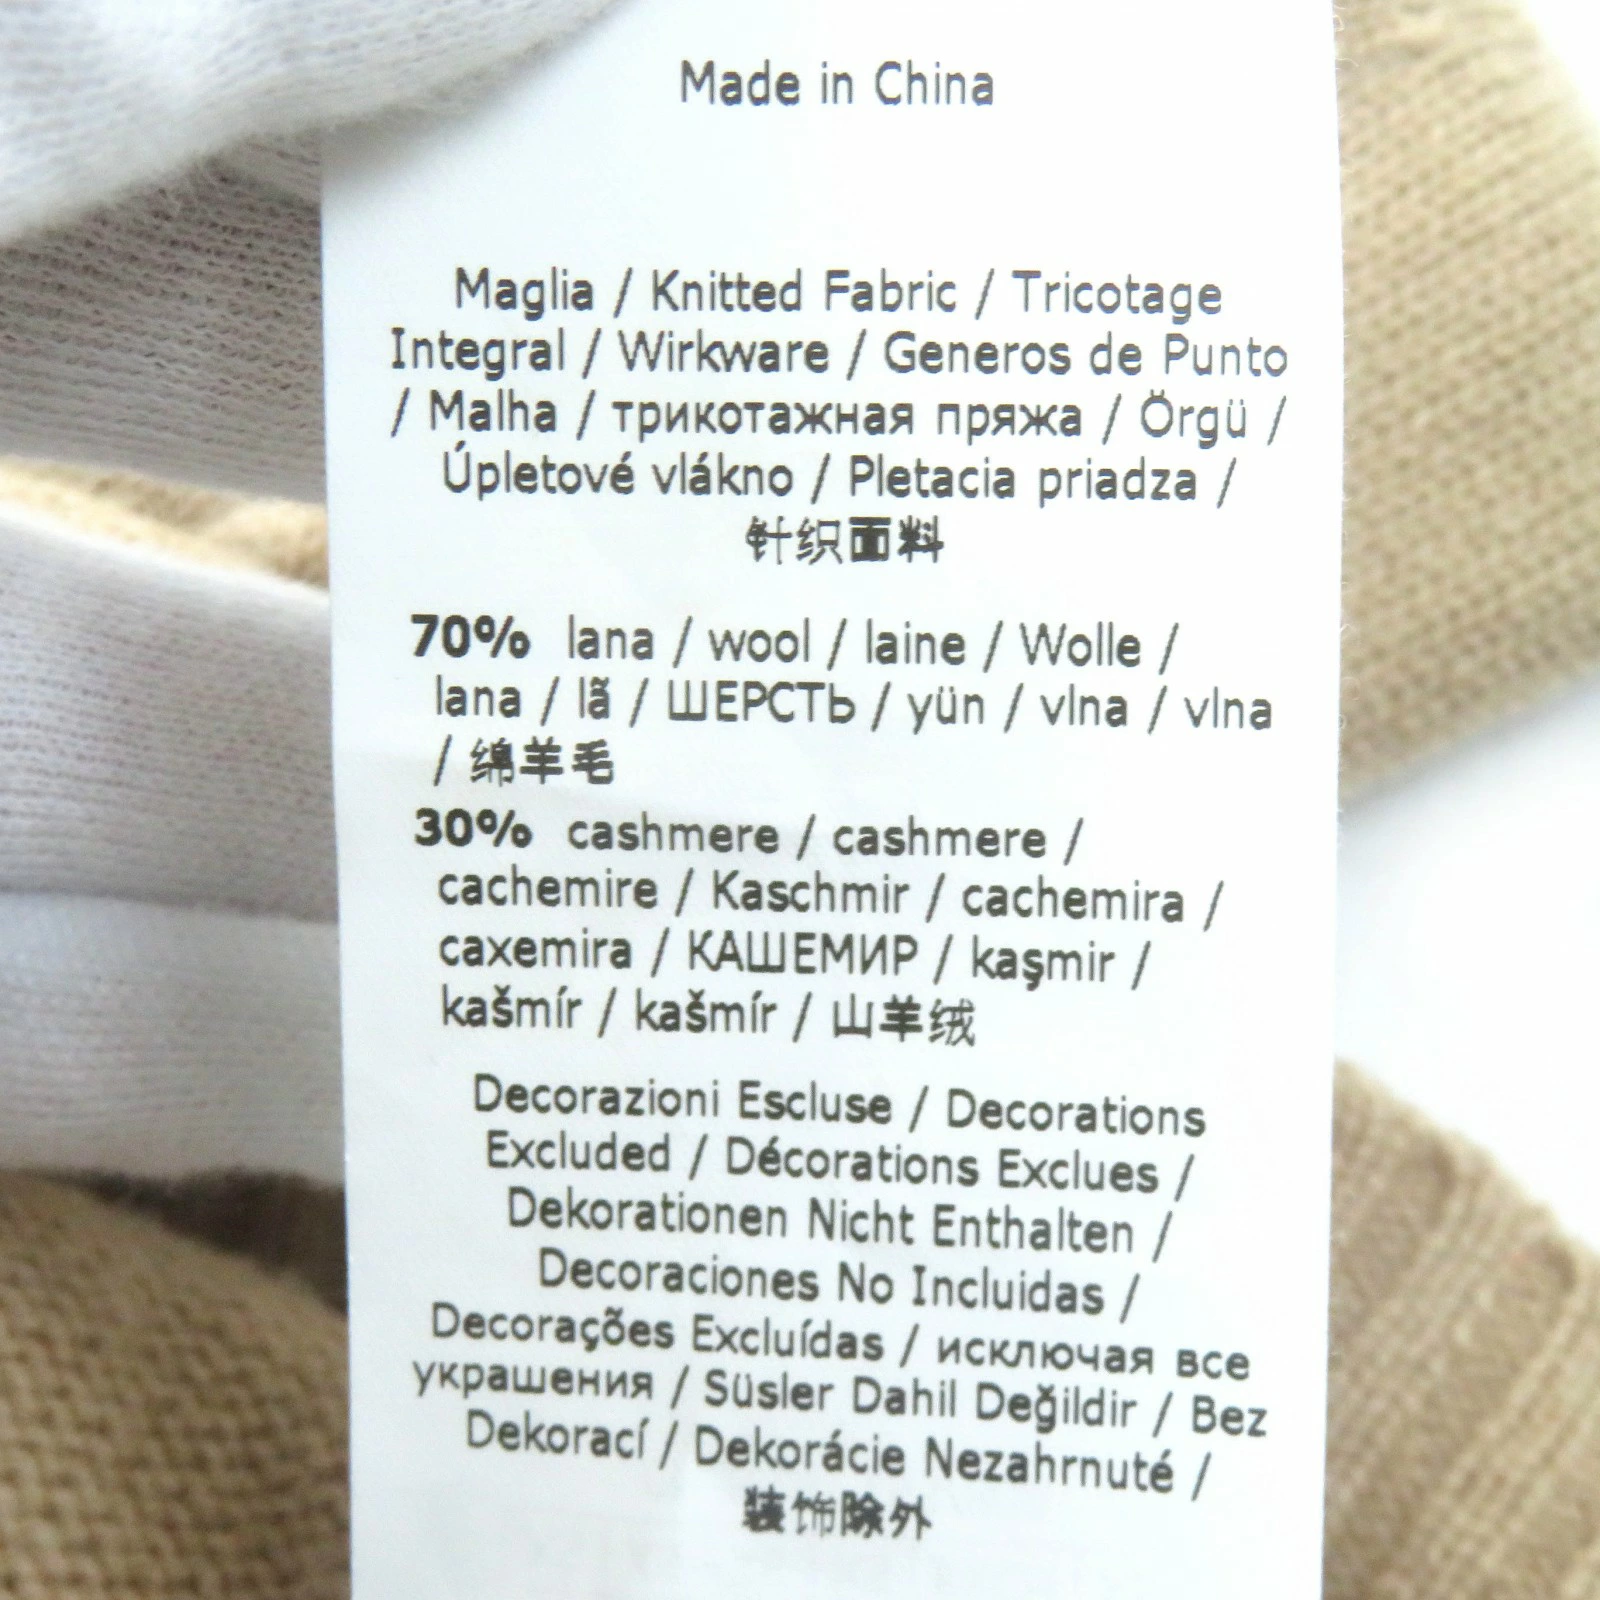 Made in China
Maglia / Knitted Fabric / Tricotage
Integral / Wirkware / Generos de Punto
/ Malha / трикотажная пряжа / Örgü /
Úpletové vlákno / Pletacia priadza /
针织面料
70% lana / wool / laine / Wolle /
lana / lã / ШЕРСТЬ / yün / vlna / vlna
/ 绵羊毛
30% cashmere / cashmere /
cachemire / Kaschmir / cachemira /
caxemira / КАШЕМИР / kaşmir /
kašmír / kašmír / 山羊绒
Decorazioni Escluse / Decorations
Excluded / Décorations Exclues /
Dekorationen Nicht Enthalten /
Decoraciones No Incluidas /
Decorações Excluídas / исключая все
украшения / Süsler Dahil Değildir / Bez
Dekorací / Dekorácie Nezahrnuté /
装饰除外